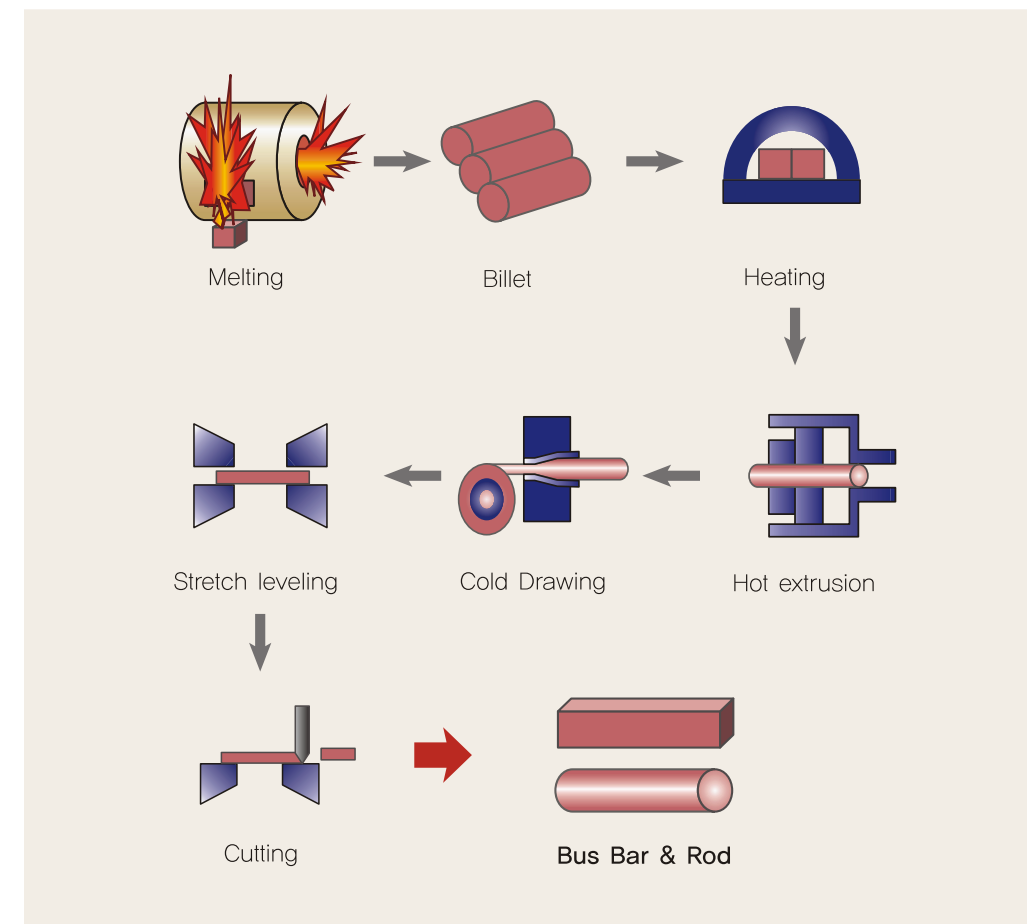 Melting
Billet
Heating
Stretch leveling
Cold Drawing
Hot extrusion
Cutting
Bus Bar & Rod